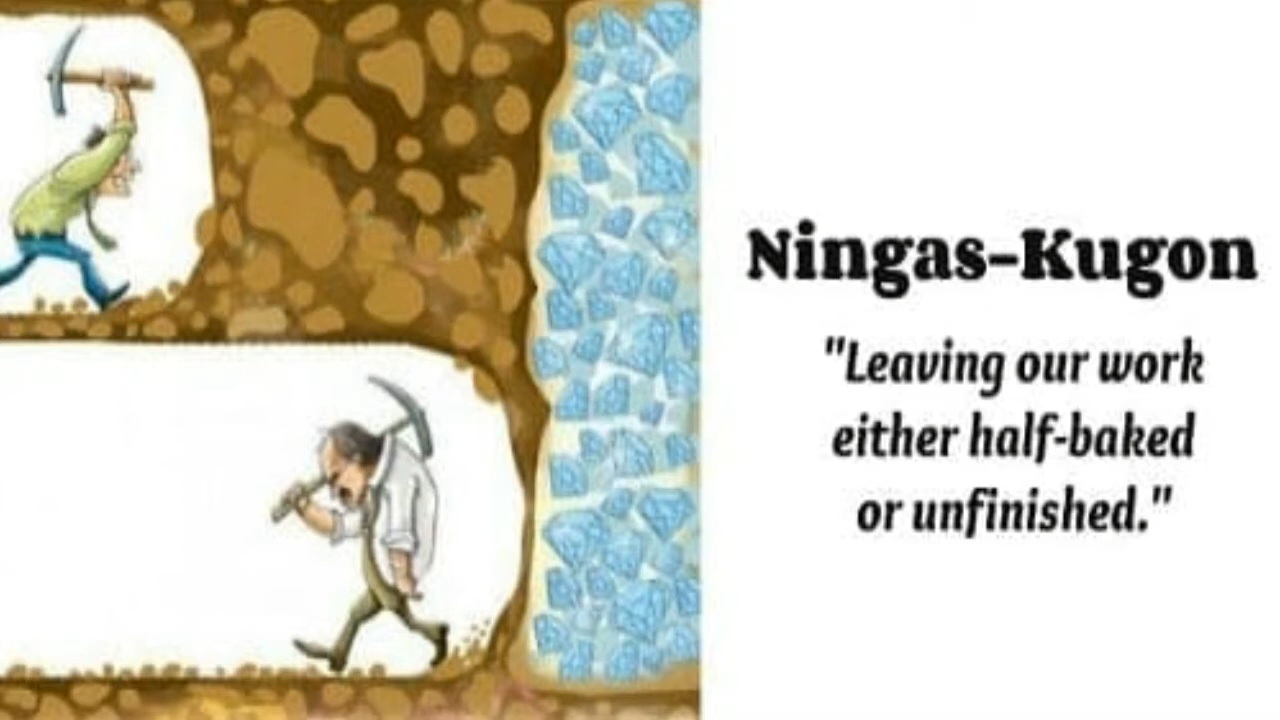 Ningas-Kugon
"Leaving our work
either half-baked
or unfinished."